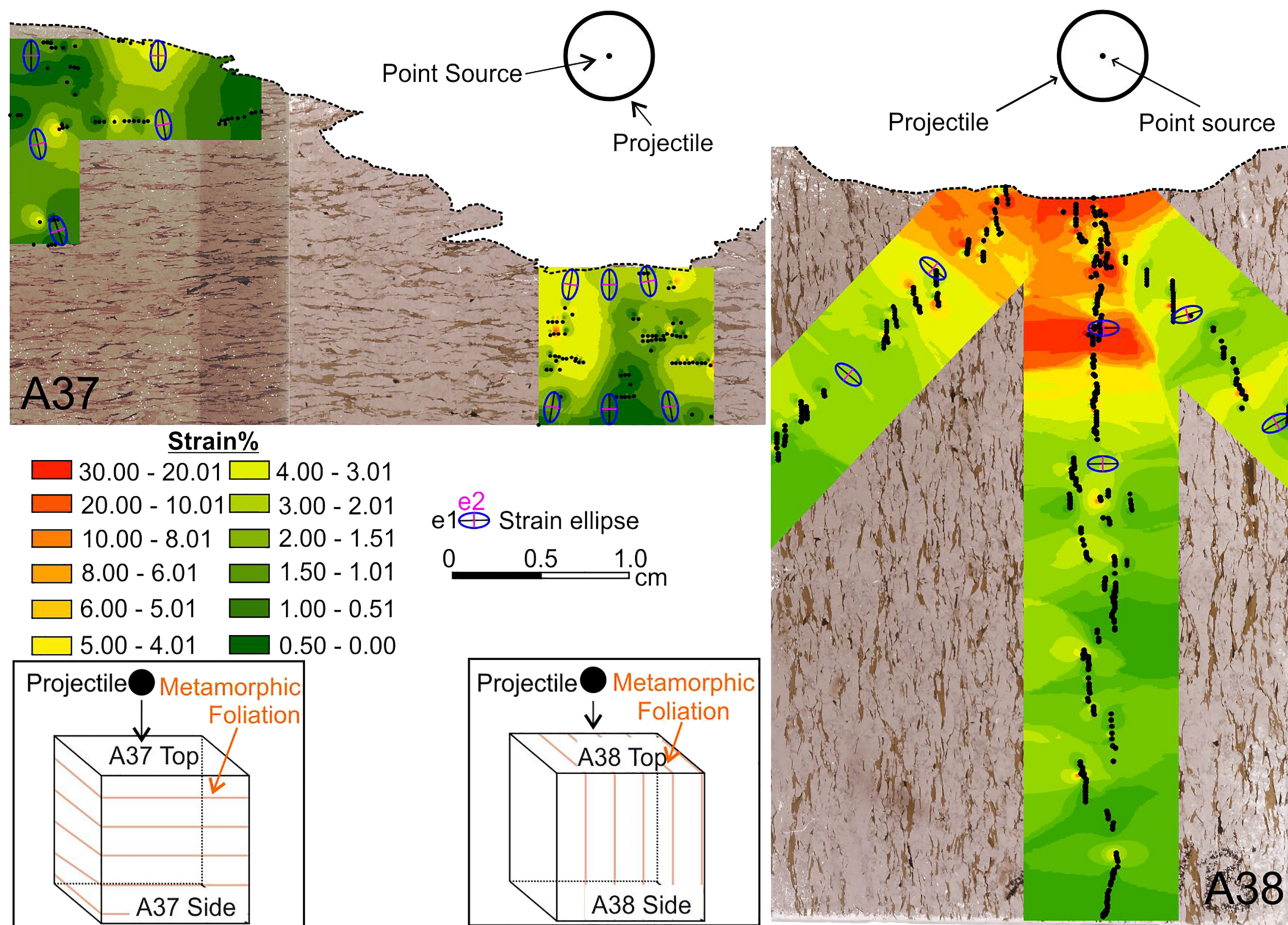 Point Source
Projectile
Projectile
Point source
A37
Strain%
30.00 - 20.01
4.00 - 3.01
20.00 - 10.01
3.00 - 2.01
10.00 - 8.01
2.00 - 1.51
8.00 - 6.01
1.50 - 1.01
6.00 - 5.01
1.00 - 0.51
5.00 - 4.01
0.50 - 0.00
e2
e1
Strain ellipse
0
0.5
1.0
cm
Projectile
Metamorphic
Foliation
A37 Top
A37 Side
Projectile
Metamorphic
Foliation
A38 Top
A38 Side
A38